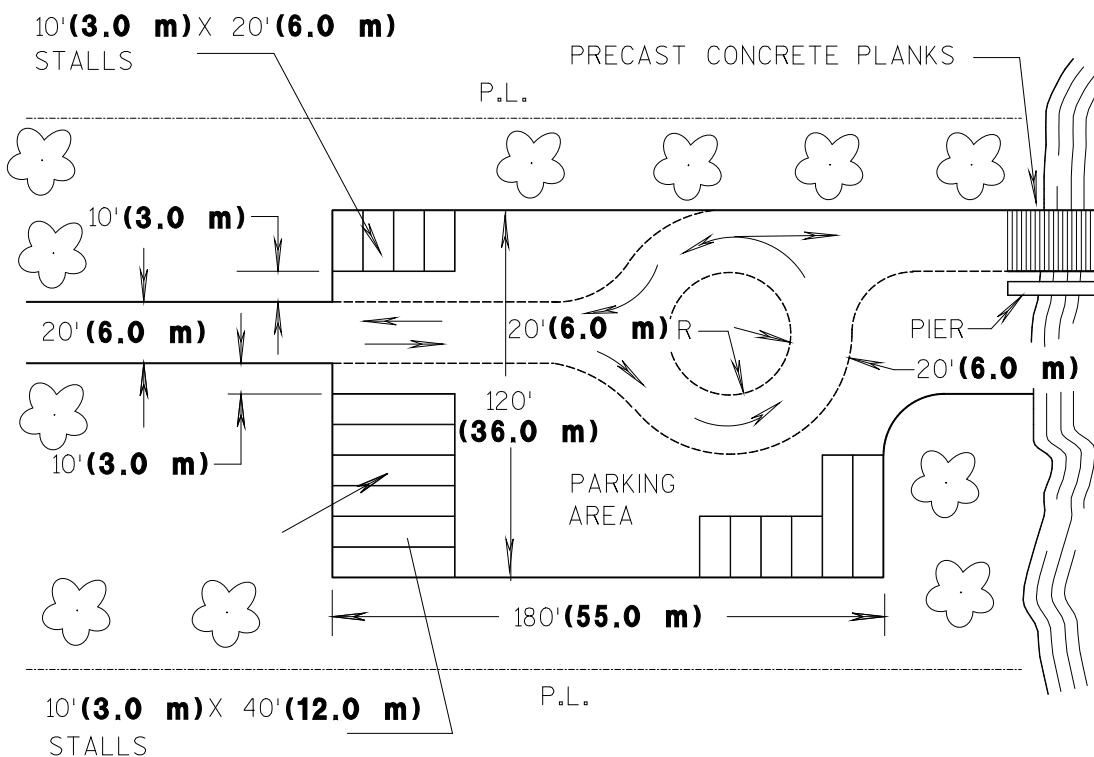 10'(3.0 m) X 20'(6.0 m)
STALLS
PRECAST CONCRETE PLANKS
P.L.
10'(3.0 m)
20'(6.0 m)
20'(6.0 m) R
PIER
20'(6.0 m)
120'
(36.0 m)
10'(3.0 m)
PARKING
AREA
180'(55.0 m)
P.L.
10'(3.0 m) X 40'(12.0 m)
STALLS